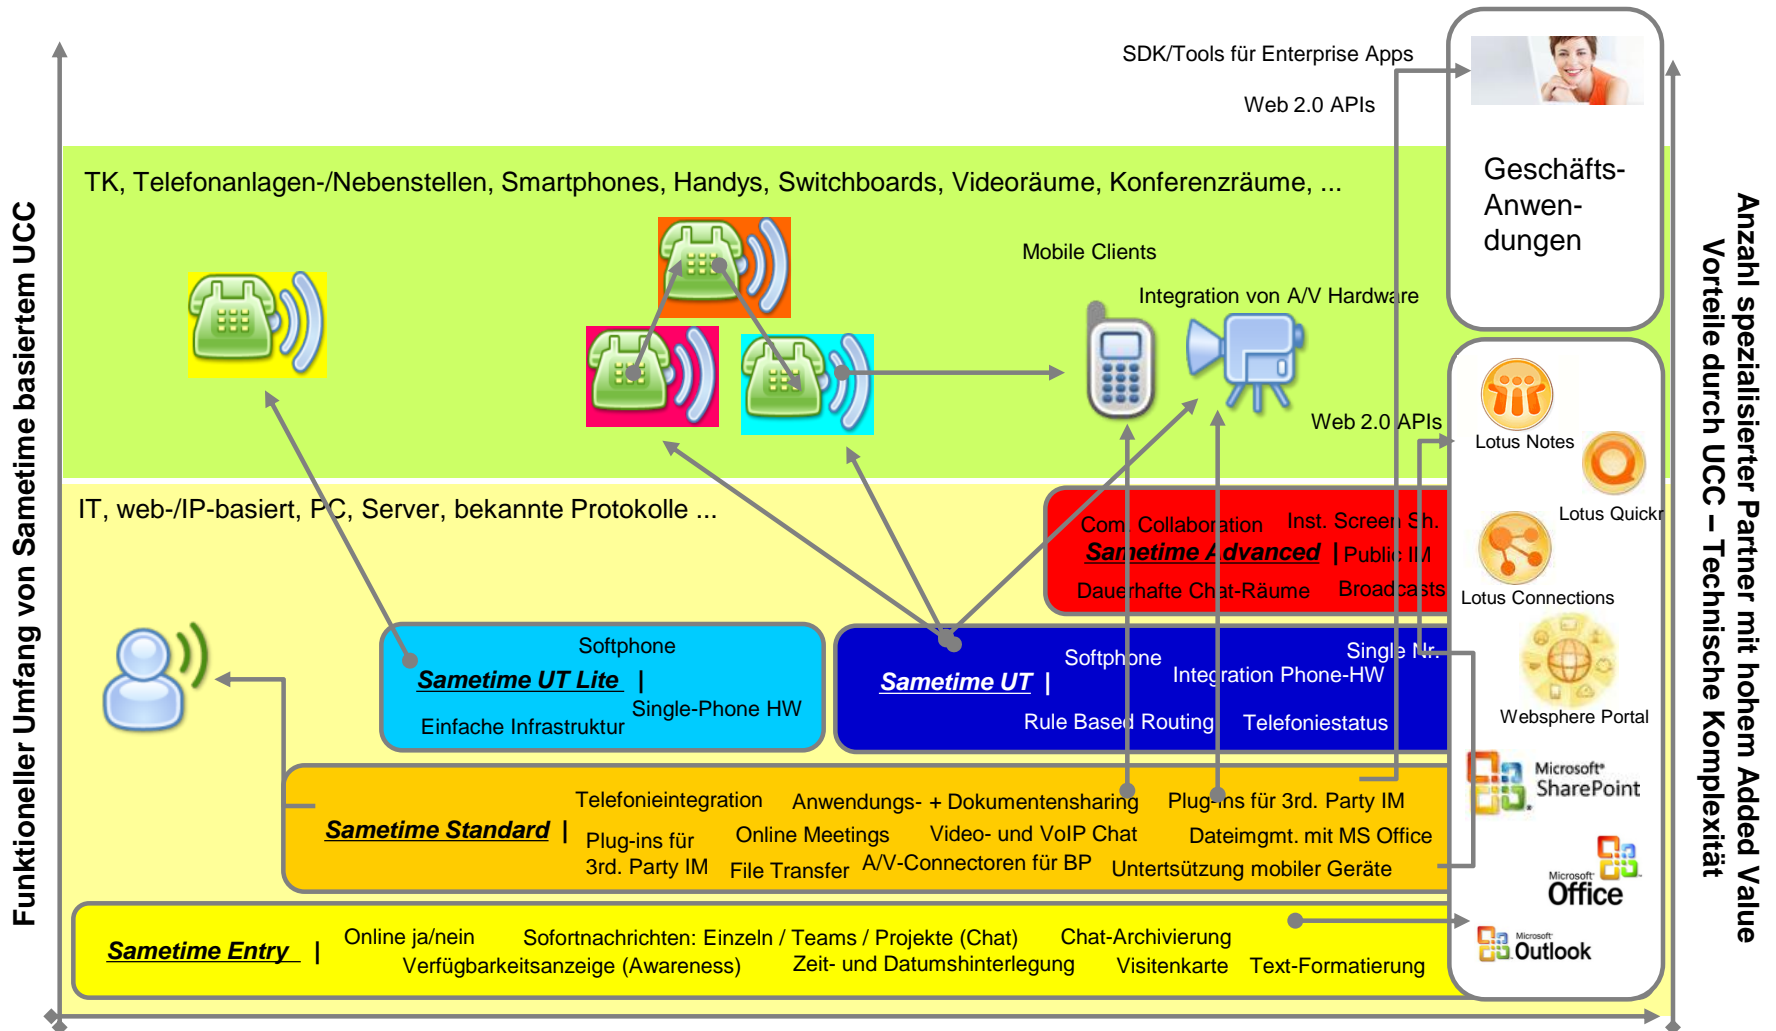 SDK/Tools für Enterprise Apps
Web 2.0 APIs
Geschäfts-
Anwen-
dungen
TK, Telefonanlagen-/Nebenstellen, Smartphones, Handys, Switchboards, Videoräume, Konferenzräume, ...
Mobile Clients
Integration von A/V Hardware
Web 2.0 APIs
Lotus Notes
Lotus Quickr
Lotus Connections
Websphere Portal
Microsoft®
SharePoint
Microsoft®
Office
Microsoft®
Outlook
IT, web-/IP-basiert, PC, Server, bekannte Protokolle ...
Com. Collaboration
Inst. Screen Sh.
Sametime Advanced |
Public IM
Dauerhafte Chat-Räume
Broadcasts
Softphone
Sametime UT Lite |
Single-Phone HW
Einfache Infrastruktur
Softphone
Single Nr.
Sametime UT |
Integration Phone-HW
Rule Based Routing
Telefoniestatus
Telefonieintegration
Anwendungs- + Dokumentensharing
Plug-ins für 3rd. Party IM
Sametime Standard |
Plug-ins für
3rd. Party IM
Online Meetings
Video- und VoIP Chat
Dateimgmt. mit MS Office
File Transfer
A/V-Connectoren für BP
Untertsützung mobiler Geräte
Sametime Entry |
Online ja/nein
Sofortnachrichten: Einzeln / Teams / Projekte (Chat)
Chat-Archivierung
Verfügbarkeitsanzeige (Awareness)
Zeit- und Datumshinterlegung
Visitenkarte
Text-Formatierung
Funktioneller Umfang von Sametime basiertem UCC
Anzahl spezialisierter Partner mit hohem Added Value
Vorteile durch UCC – Technische Komplexität